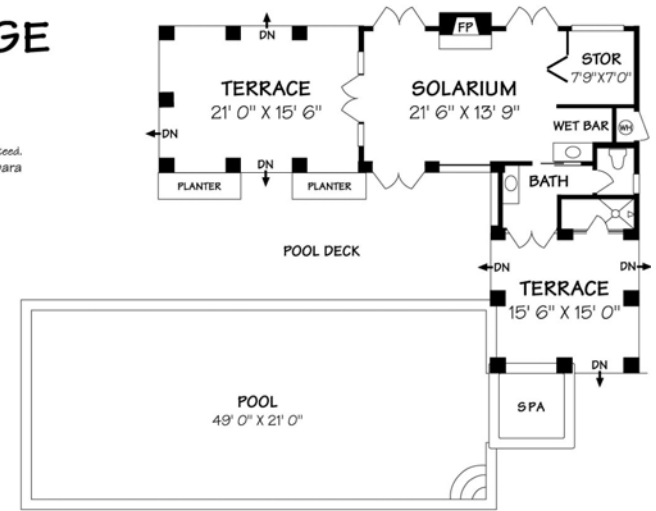 DN
FP
TERRACE
21' 0" X 15' 6"
SOLARIUM
21' 6" X 13' 9"
STOR
7'9"X7'0"
DN
WET BAR
WH
DN
PLANTER
PLANTER
BATH
POOL DECK
DN
DN
TERRACE
15' 6" X 15' 0"
DN
POOL
49' 0" X 21' 0"
SPA